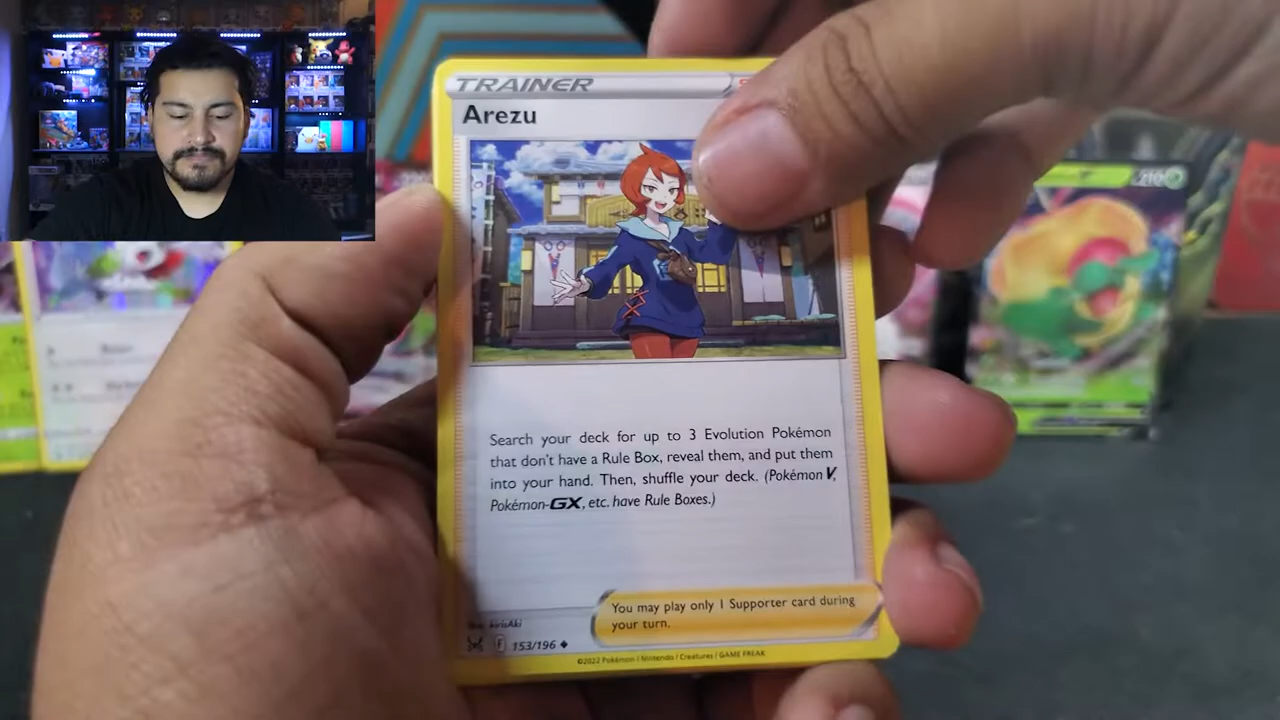 TRAINER
Arezu
210
Search your deck for up to 3 Evolution Pokémon
that don't have a Rule Box, reveal them, and put them
into your hand. Then, shuffle your deck. (Pokémon V,
Pokémon-GX, etc. have Rule Boxes.)
You may play only 1 Supporter card during
your turn.
F 153/196
©2022 Pokémon / Nintendo / Creatures / GAME FREAK